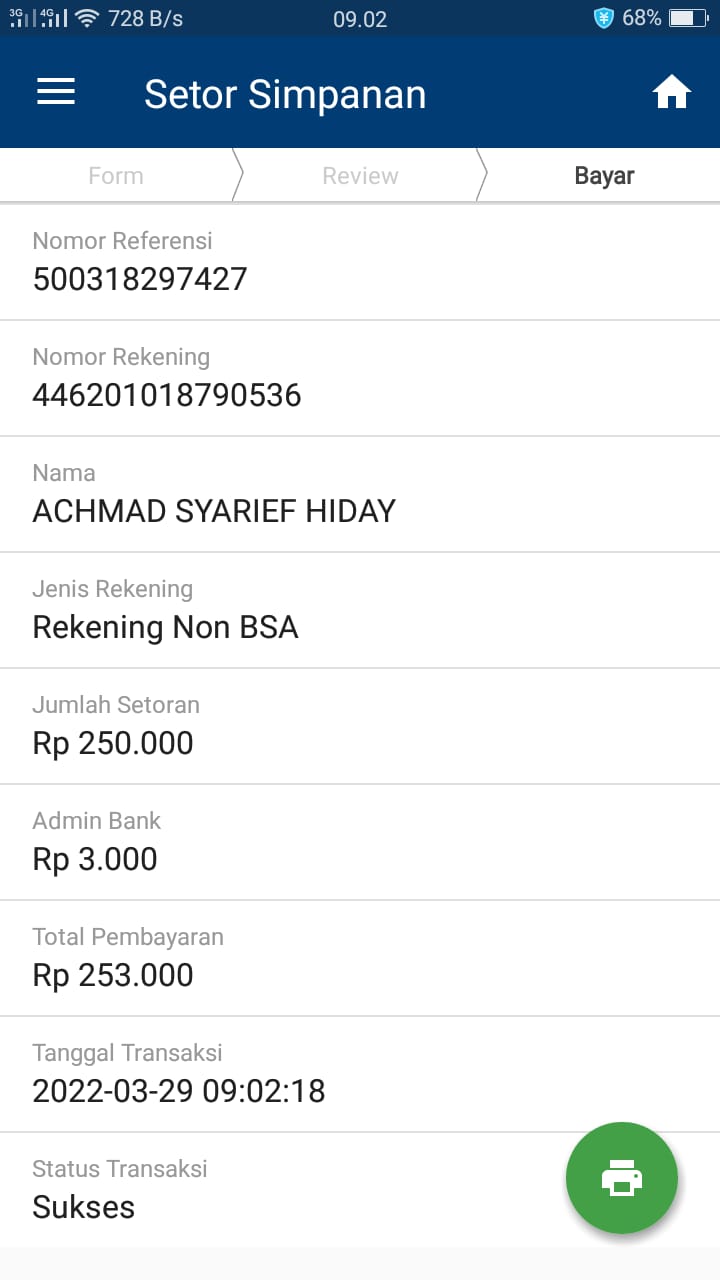 3G 4G 728 B/s 09.02 68%
Setor Simpanan
Form Review Bayar
Nomor Referensi
500318297427
Nomor Rekening
446201018790536
Nama
ACHMAD SYARIEF HIDAY
Jenis Rekening
Rekening Non BSA
Jumlah Setoran
Rp 250.000
Admin Bank
Rp 3.000
Total Pembayaran
Rp 253.000
Tanggal Transaksi
2022-03-29 09:02:18
Status Transaksi
Sukses